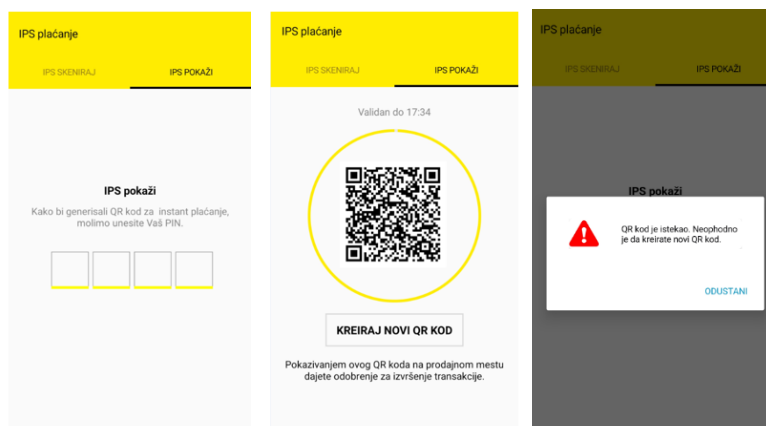 IPS plaćanje
IPS SKENIRAJ
IPS POKAŽI
IPS pokaži
Kako bi generisali QR kod za instant plaćanje,
molimo unesite Vaš PIN.
IPS plaćanje
IPS SKENIRAJ
IPS POKAŽI
Validan do 17:34
KREIRAJ NOVI QR KOD
Pokazivanjem ovog QR koda na prodajnom mestu
dajete odobrenje za izvršenje transakcije.
IPS plaćanje
IPS SKENIRAJ
IPS POKAŽI
IPS pokaži
QR kod je istekao. Neophodno
je da kreirate novi QR kod.
ODUSTANI